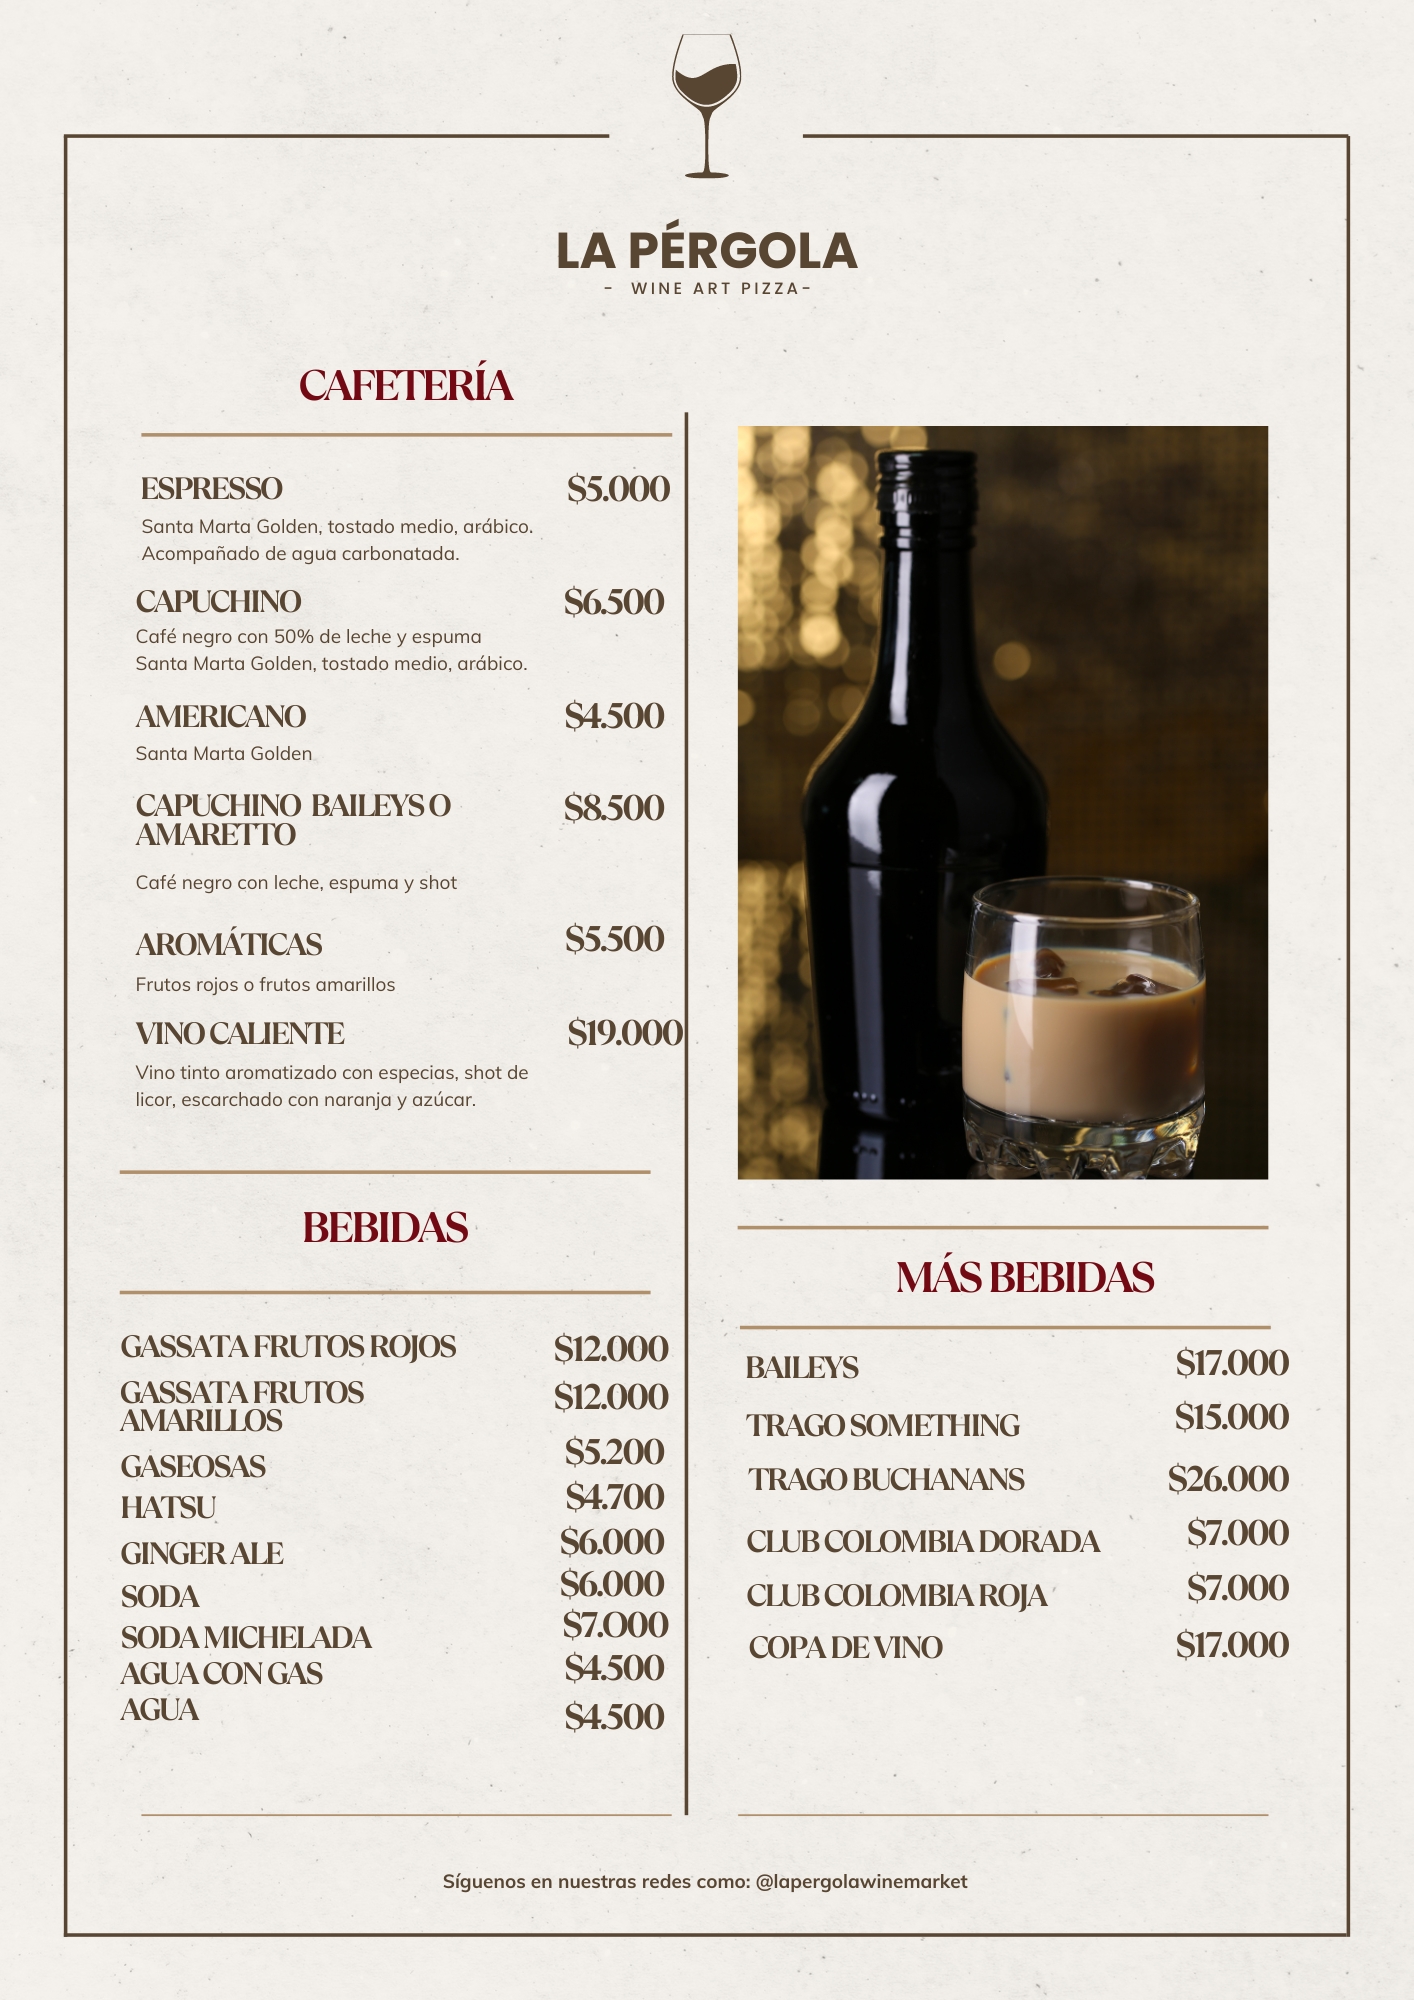 LA PÉRGOLA
- WINE ART PIZZA-
CAFETERÍA
ESPRESSO $5.000
Santa Marta Golden, tostado medio, arábico.
Acompañado de agua carbonatada.
CAPUCHINO $6.500
Café negro con 50% de leche y espuma
Santa Marta Golden, tostado medio, arábico.
AMERICANO $4.500
Santa Marta Golden
CAPUCHINO BAILEYS O $8.500
AMARETTO
Café negro con leche, espuma y shot
AROMÁTICAS $5.500
Frutos rojos o frutos amarillos
VINO CALIENTE $19.000
Vino tinto aromatizado con especias, shot de
licor, escarchado con naranja y azúcar.
BEBIDAS
GASSATA FRUTOS ROJOS $12.000
GASSATA FRUTOS $12.000
AMARILLOS
GASEOSAS $5.200
HATSU $4.700
GINGER ALE $6.000
SODA $6.000
SODA MICHELADA $7.000
AGUA CON GAS $4.500
AGUA $4.500
MÁS BEBIDAS
BAILEYS $17.000
TRAGO SOMETHING $15.000
TRAGO BUCHANANS $26.000
CLUB COLOMBIA DORADA $7.000
CLUB COLOMBIA ROJA $7.000
COPA DE VINO $17.000
Síguenos en nuestras redes como: @lapergolawinemarket